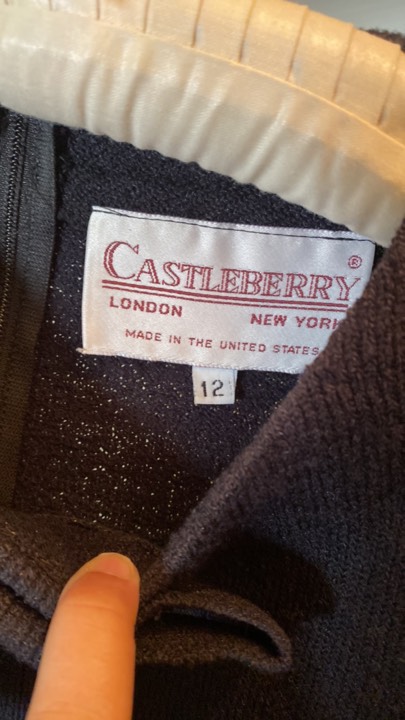 CASTLEBERRY®
LONDON NEW YORK
MADE IN THE UNITED STATES
12